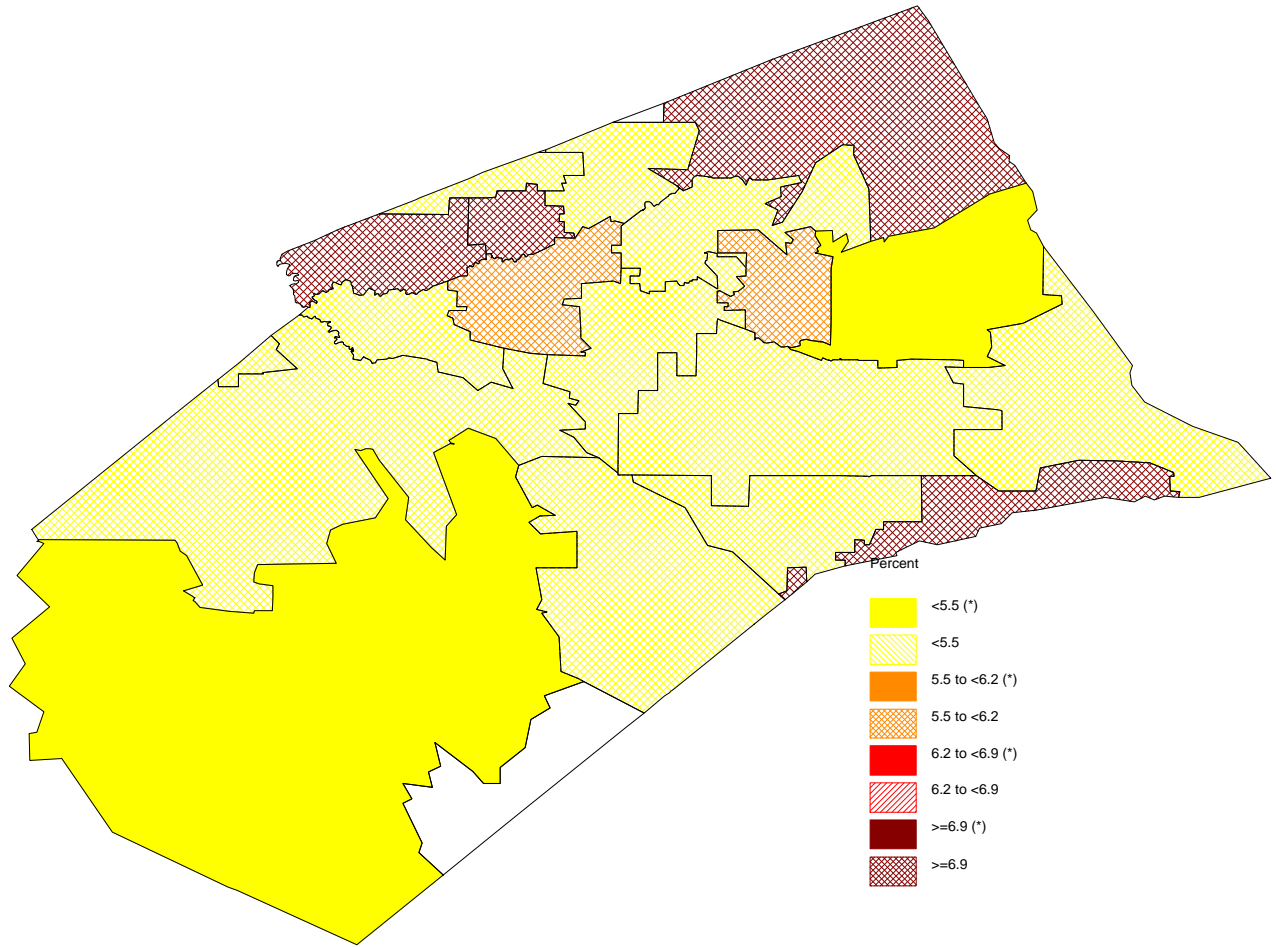 Percent
<5.5 (*)
<5.5
5.5 to <6.2 (*)
5.5 to <6.2
6.2 to <6.9 (*)
6.2 to <6.9
>=6.9 (*)
>=6.9